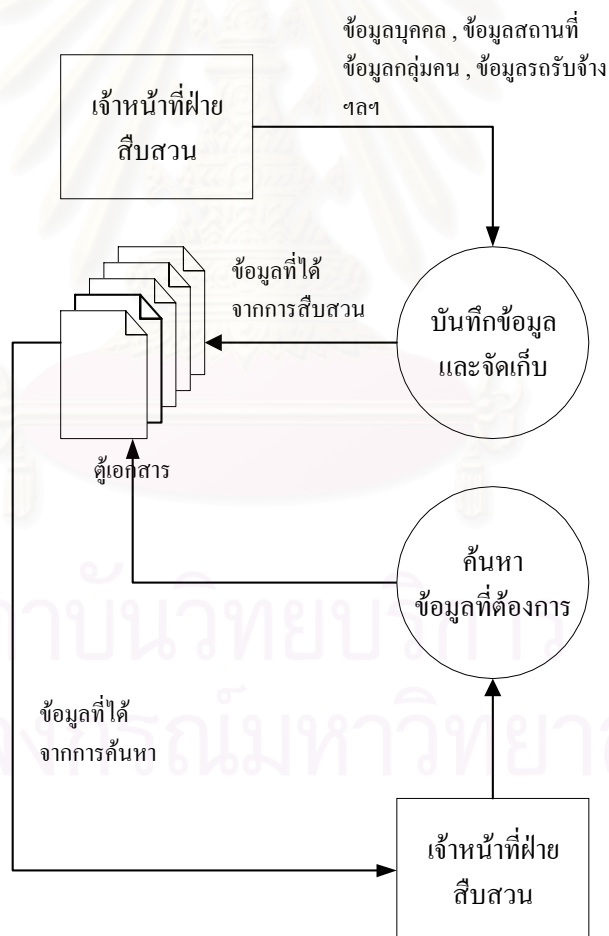 ข้อมูลบุคคล , ข้อมูลสถานที่
ข้อมูลกลุ่มคน , ข้อมูลรถรับจ้าง
ฯลฯ
เจ้าหน้าที่ฝ่าย
สืบสวน
ข้อมูลที่ได้
จากการสืบสวน
บันทึกข้อมูล
และจัดเก็บ
ตู้เอกสาร
ค้นหา
ข้อมูลที่ต้องการ
ข้อมูลที่ได้
จากการค้นหา
เจ้าหน้าที่ฝ่าย
สืบสวน